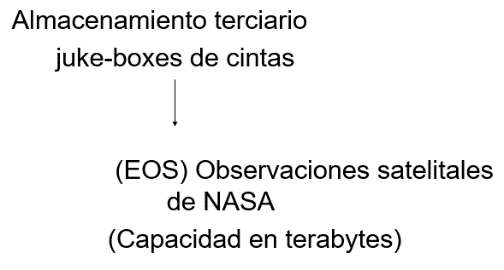 Almacenamiento terciario
juke-boxes de cintas
(EOS) Observaciones satelitales
de NASA
(Capacidad en terabytes)